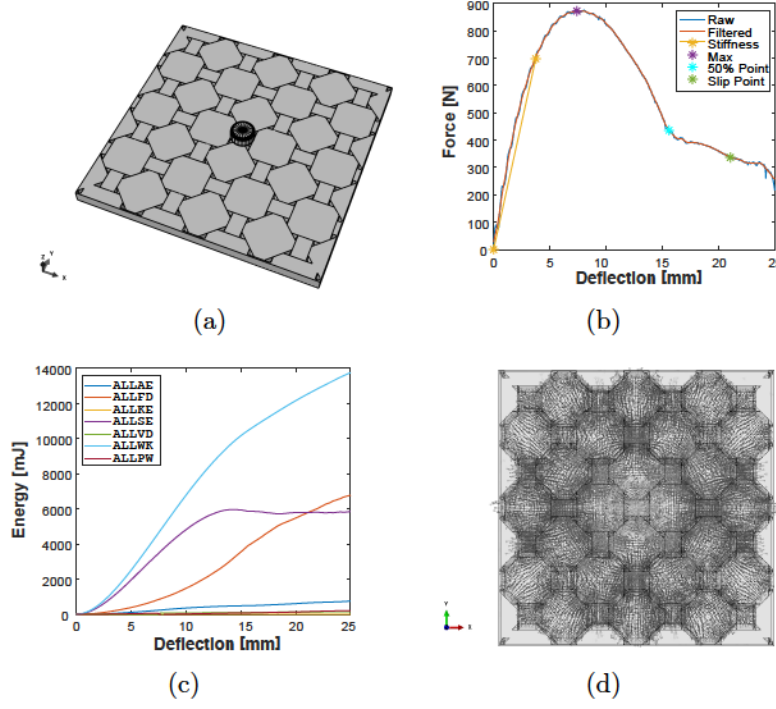 Z
Y
X
(a)
900
800
700
600
500
400
300
200
100
0
Force [N]
Raw
Filtered
Stiffness
Max
50% Point
Slip Point
0
5
10
15
20
25
Deflection [mm]
(b)
14000
12000
10000
8000
6000
4000
2000
0
Energy [mJ]
ALLAE
ALLFD
ALLKE
ALLSE
ALLVD
ALLWK
ALLPW
0
5
10
15
20
25
Deflection [mm]
(c)
Y
X
(d)